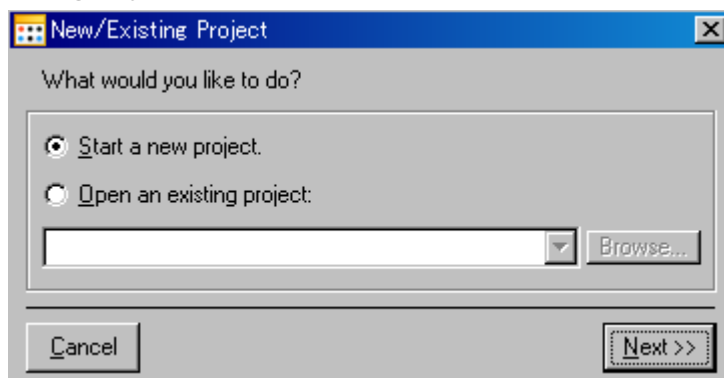 New/Existing Project
What would you like to do?
Start a new project.
Open an existing project:
Browse...
Cancel
Next >>